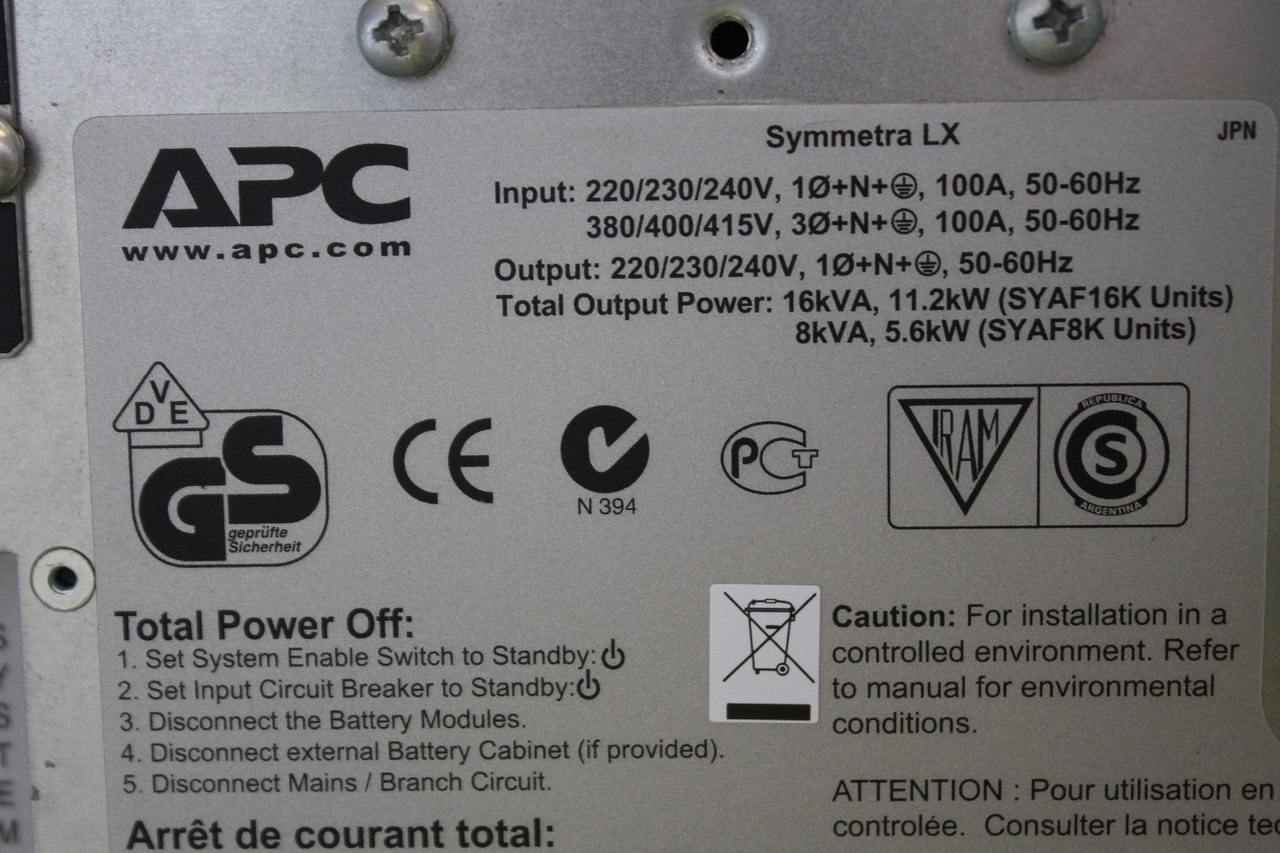 APC
www.apc.com
Symmetra LX
JPN
Input: 220/230/240V, 1Ø+N+⏚, 100A, 50-60Hz
380/400/415V, 3Ø+N+⏚, 100A, 50-60Hz
Output: 220/230/240V, 1Ø+N+⏚, 50-60Hz
Total Output Power: 16kVA, 11.2kW (SYAF16K Units)
8kVA, 5.6kW (SYAF8K Units)
DVE
GS
geprüfte
Sicherheit
CE
N 394
PCT
IRAM
REPUBLICA
S
ARGENTINA
Total Power Off:
1. Set System Enable Switch to Standby:⏻
2. Set Input Circuit Breaker to Standby:⏻
3. Disconnect the Battery Modules.
4. Disconnect external Battery Cabinet (if provided).
5. Disconnect Mains / Branch Circuit.
Arrêt de courant total:
Caution: For installation in a
controlled environment. Refer
to manual for environmental
conditions.
ATTENTION : Pour utilisation en
contrôlée. Consulter la notice tec
SYSTEM